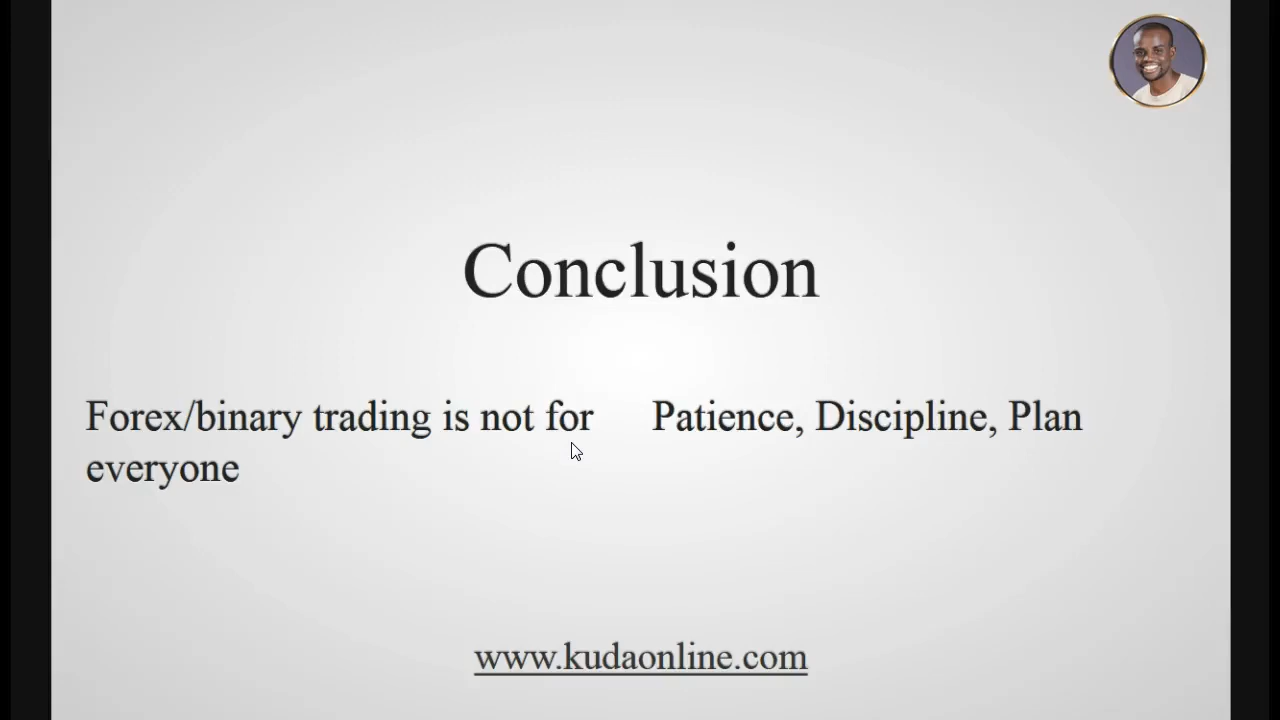 Conclusion
Forex/binary trading is not for
everyone
Patience, Discipline, Plan
www.kudaonline.com